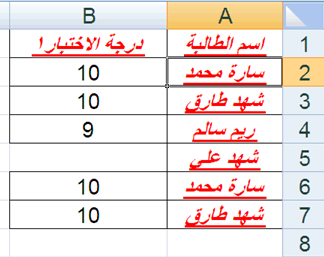 A B
1 اسم الطالبة درجة الاختبار١
2 سارة محمد 10
3 شهد طارق 10
4 ريم سالم 9
5 شهد علي
6 سارة محمد 10
7 شهد طارق 10
8